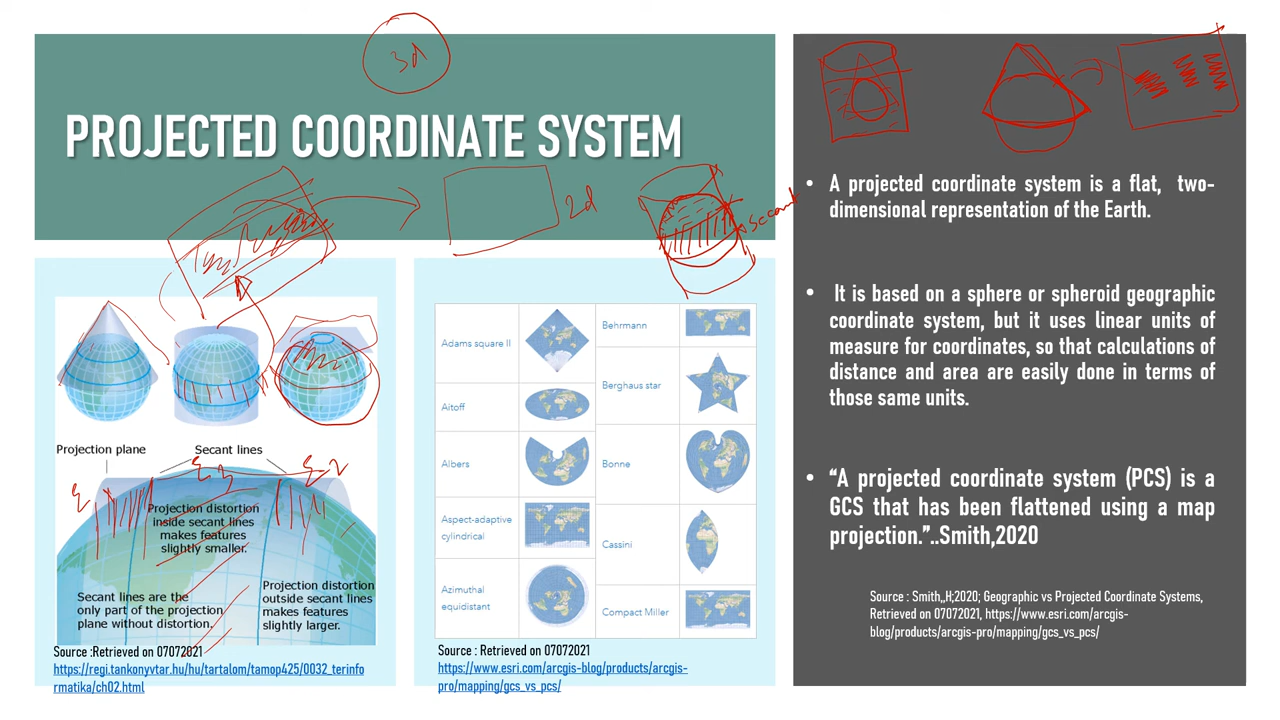 3d
PROJECTED COORDINATE SYSTEM
2d
secant
Projection plane
Secant lines
Projection distortion
inside secant lines
makes features
slightly smaller.
Secant lines are the
only part of the projection
plane without distortion.
Projection distortion
outside secant lines
makes features
slightly larger.
Source :Retrieved on 07072021
https://regi.tankonyvtar.hu/hu/tartalom/tamop425/0032_terinfo
rmatika/ch02.html
Adams square II
Aitoff
Albers
Aspect-adaptive
cylindrical
Azimuthal
equidistant
Behrmann
Berghaus star
Bonne
Cassini
Compact Miller
Source : Retrieved on 07072021
https://www.esri.com/arcgis-blog/products/arcgis-
pro/mapping/gcs_vs_pcs/
• A projected coordinate system is a flat, two-
dimensional representation of the Earth.
• It is based on a sphere or spheroid geographic
coordinate system, but it uses linear units of
measure for coordinates, so that calculations of
distance and area are easily done in terms of
those same units.
• “A projected coordinate system (PCS) is a
GCS that has been flattened using a map
projection.”..Smith,2020
Source : Smith,,H;2020; Geographic vs Projected Coordinate Systems,
Retrieved on 07072021, https://www.esri.com/arcgis-
blog/products/arcgis-pro/mapping/gcs_vs_pcs/